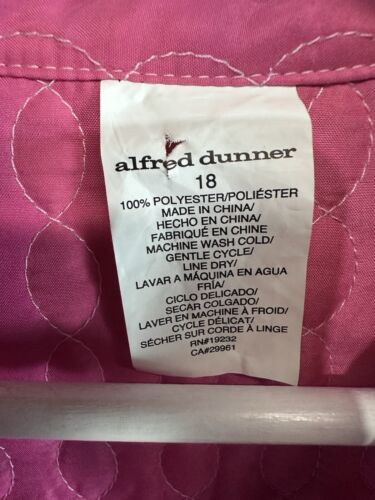 alfred dunner
18
100% POLYESTER/POLIÉSTER
MADE IN CHINA/
HECHO EN CHINA/
FABRIQUÉ EN CHINE
MACHINE WASH COLD/
GENTLE CYCLE/
LINE DRY/
LAVAR A MÁQUINA EN AGUA
FRÍA/
CICLO DELICADO/
SECAR COLGADO/
LAVER EN MACHINE À FROID/
CYCLE DÉLICAT/
SÉCHER SUR CORDE À LINGE
RN#19232
CA#29961